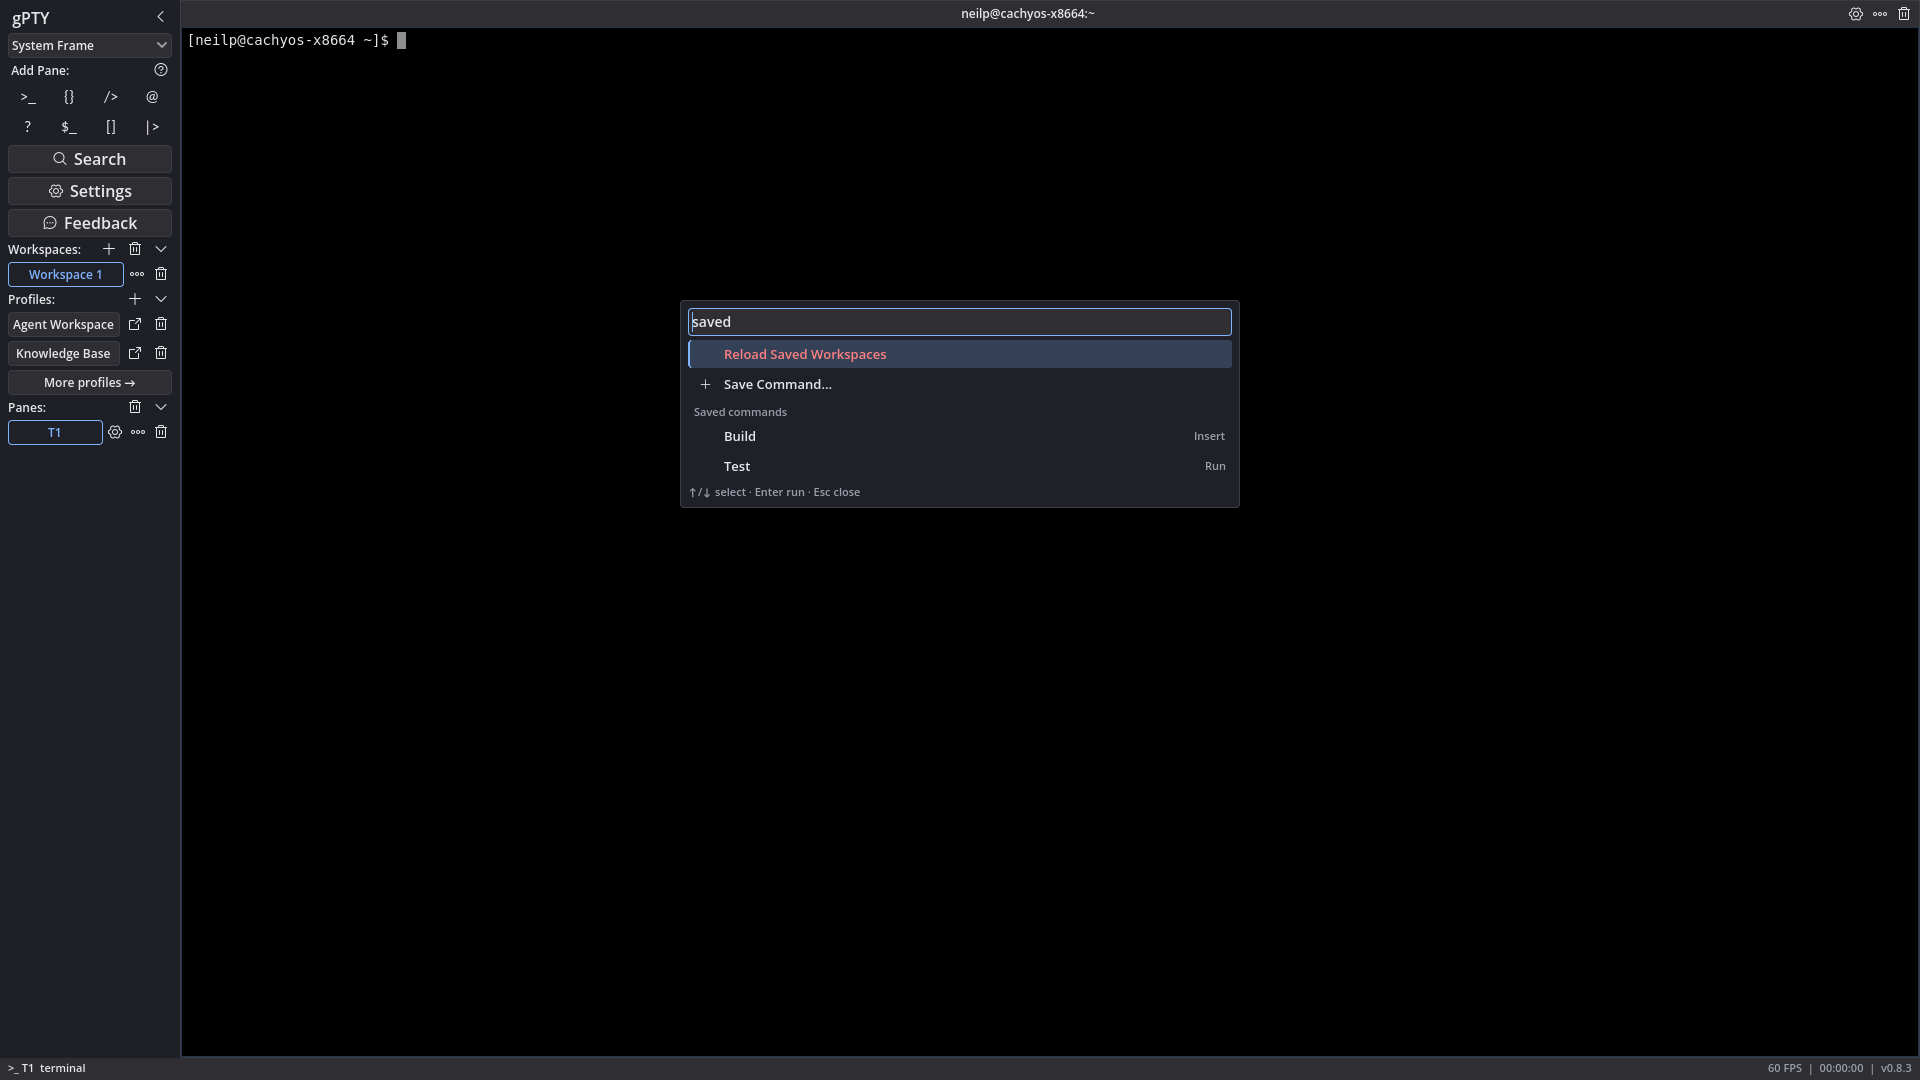 gPTY
neilp@cachyos-x8664:~
System Frame
[neilp@cachyos-x8664 ~]$
Add Pane:
>_ {} /> @
? $_ [] |>
Search
Settings
Feedback
Workspaces:
Workspace 1
Profiles:
Agent Workspace
Knowledge Base
More profiles →
Panes:
T1
saved
Reload Saved Workspaces
+ Save Command...
Saved commands
Build Insert
Test Run
↑/↓ select · Enter run · Esc close
>_ T1 terminal
60 FPS | 00:00:00 | v0.8.3